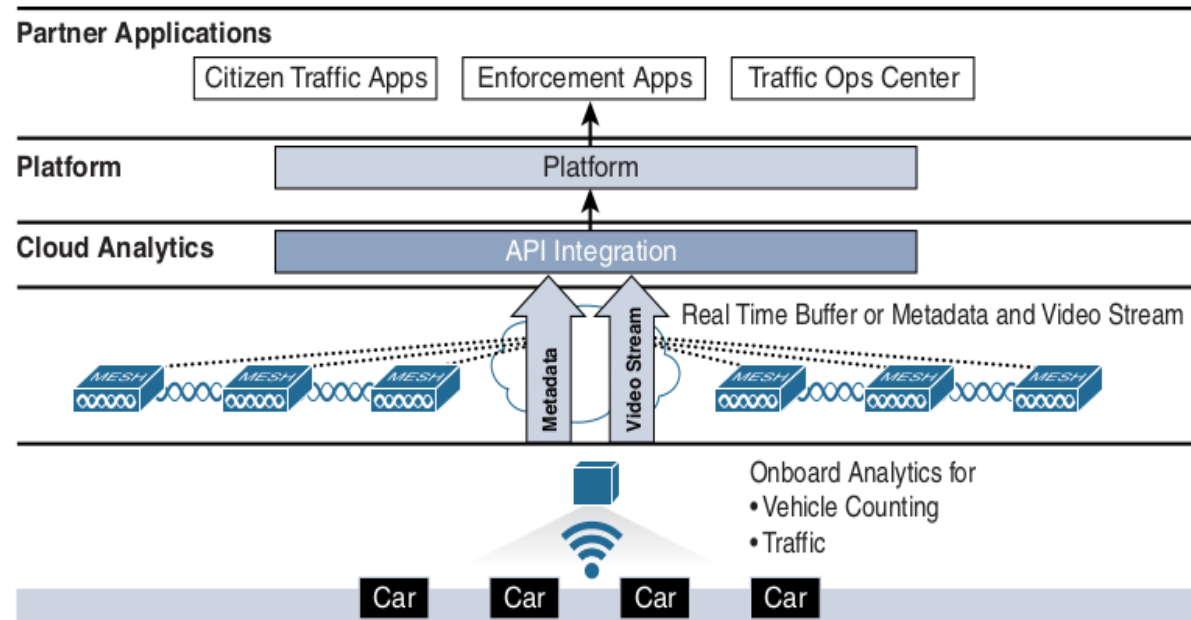 Partner Applications
Citizen Traffic Apps
Enforcement Apps
Traffic Ops Center
Platform
Platform
Cloud Analytics
API Integration
Real Time Buffer or Metadata and Video Stream
MESH
MESH
MESH
Metadata
Video Stream
MESH
MESH
MESH
Onboard Analytics for
• Vehicle Counting
• Traffic
Car
Car
Car
Car